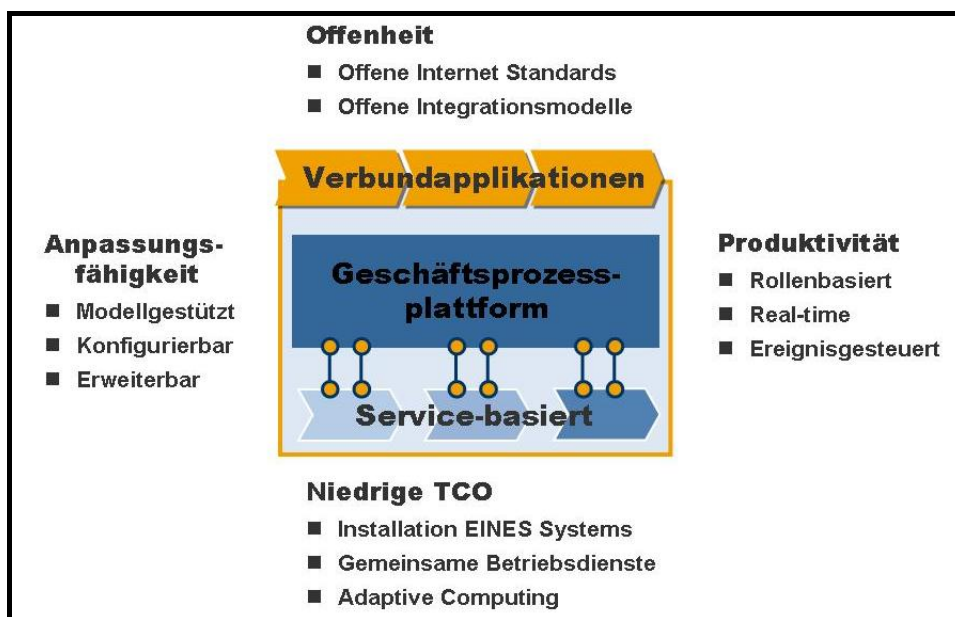 Offenheit
■ Offene Internet Standards
■ Offene Integrationsmodelle
Verbundapplikationen
Anpassungs-
fähigkeit
■ Modellgestützt
■ Konfigurierbar
■ Erweiterbar
Geschäftsprozess-
plattform
Service-basiert
Produktivität
■ Rollenbasiert
■ Real-time
■ Ereignisgesteuert
Niedrige TCO
■ Installation EINES Systems
■ Gemeinsame Betriebsdienste
■ Adaptive Computing